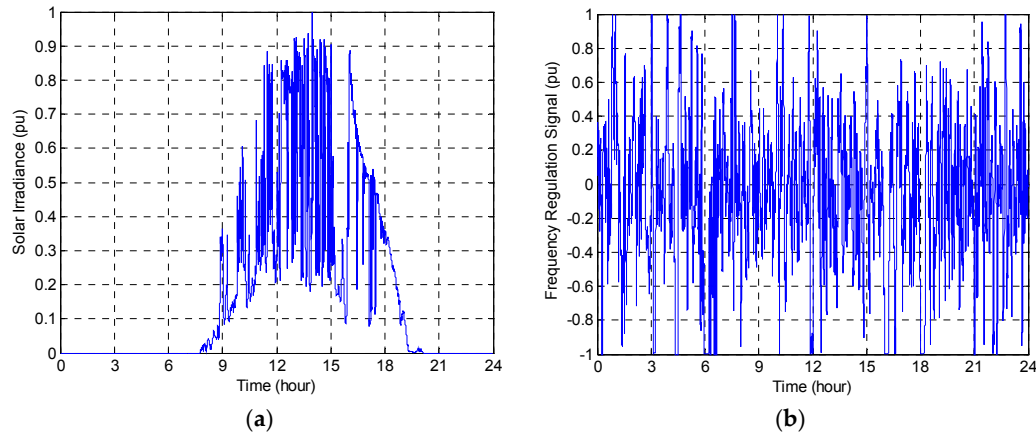 1
0.9
0.8
0.7
0.6
0.5
0.4
0.3
0.2
0.1
0
Solar Irradiance (pu)
0 3 6 9 12 15 18 21 24
Time (hour)
(a)
1
0.8
0.6
0.4
0.2
0
-0.2
-0.4
-0.6
-0.8
-1
Frequency Regulation Signal (pu)
0 3 6 9 12 15 18 21 24
Time (hour)
(b)